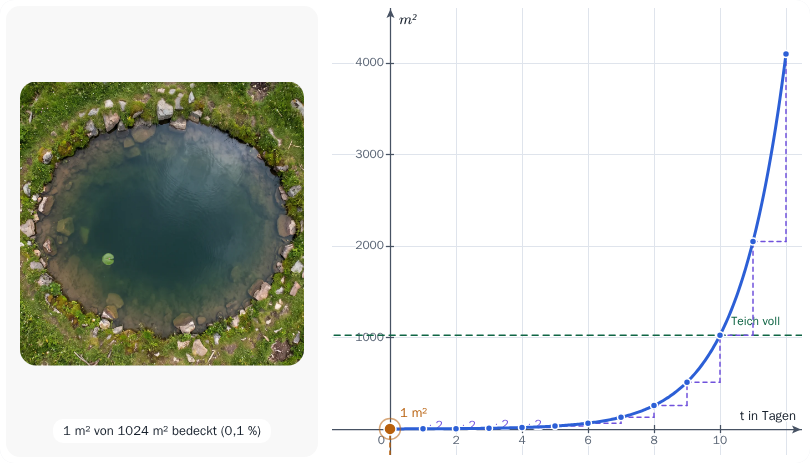 1 m² von 1024 m² bedeckt (0,1 %)
m²
4000
3000
2000
1000
Teich voll
1 m²
·2 ·2 ·2 ·2
t in Tagen
0 2 4 6 8 10